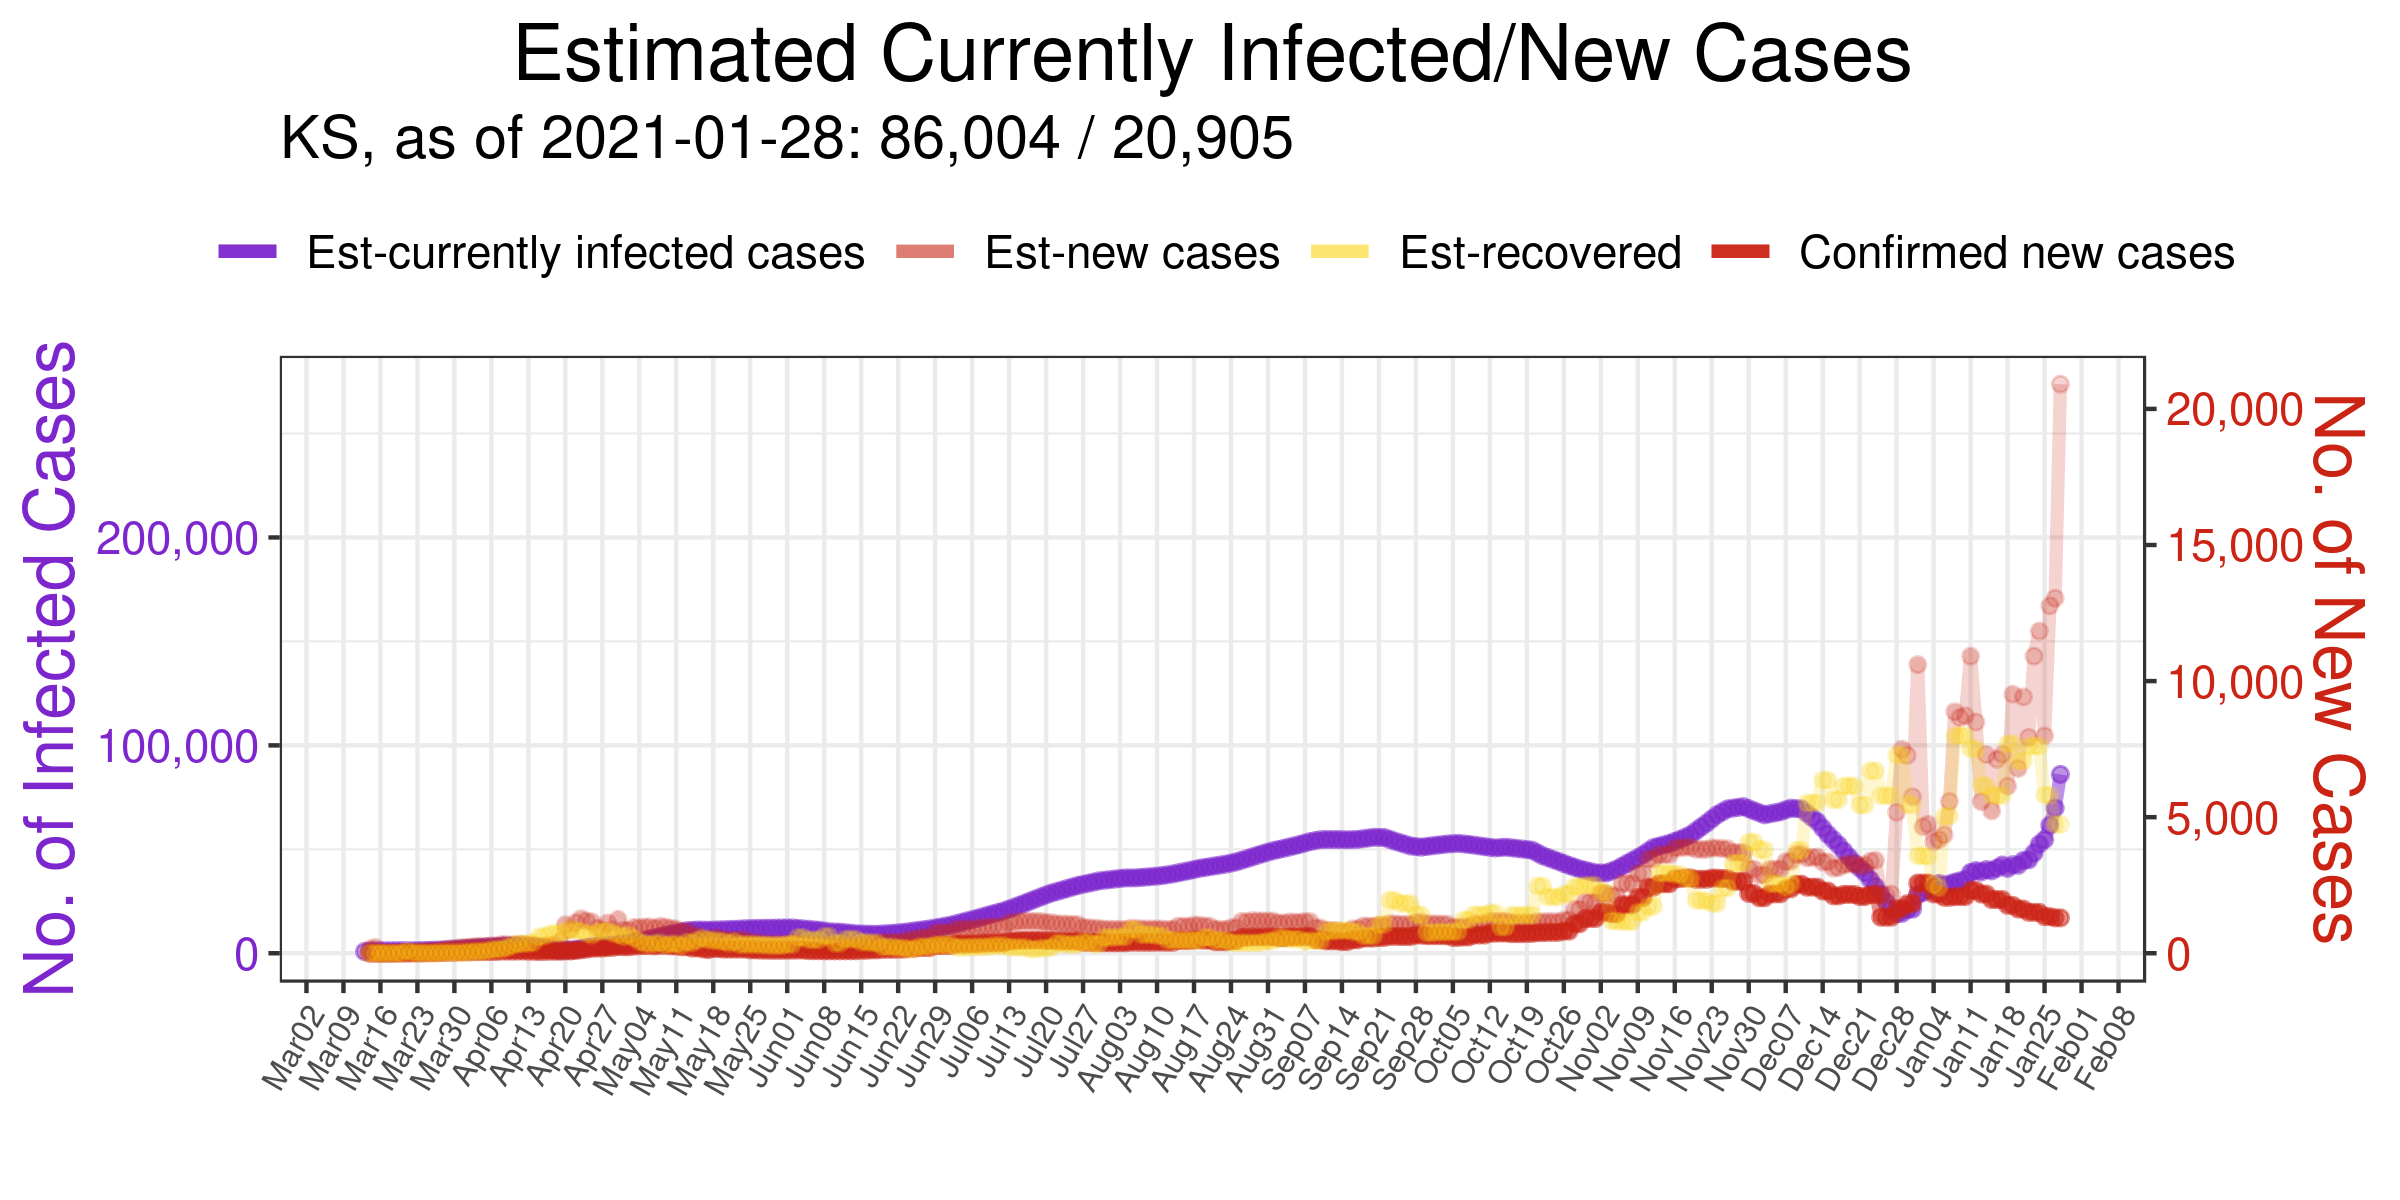 Estimated Currently Infected/New Cases
KS, as of 2021-01-28: 86,004 / 20,905
Est-currently infected cases Est-new cases Est-recovered Confirmed new cases
No. of Infected Cases
200,000
100,000
0
20,000
15,000
10,000
5,000
0
No. of New Cases
Mar02 Mar09 Mar16 Mar23 Mar30 Apr06 Apr13 Apr20 Apr27 May04 May11 May18 May25 Jun01 Jun08 Jun15 Jun22 Jun29 Jul06 Jul13 Jul20 Jul27 Aug03 Aug10 Aug17 Aug24 Aug31 Sep07 Sep14 Sep21 Sep28 Oct05 Oct12 Oct19 Oct26 Nov02 Nov09 Nov16 Nov23 Nov30 Dec07 Dec14 Dec21 Dec28 Jan04 Jan11 Jan18 Jan25 Feb01 Feb08